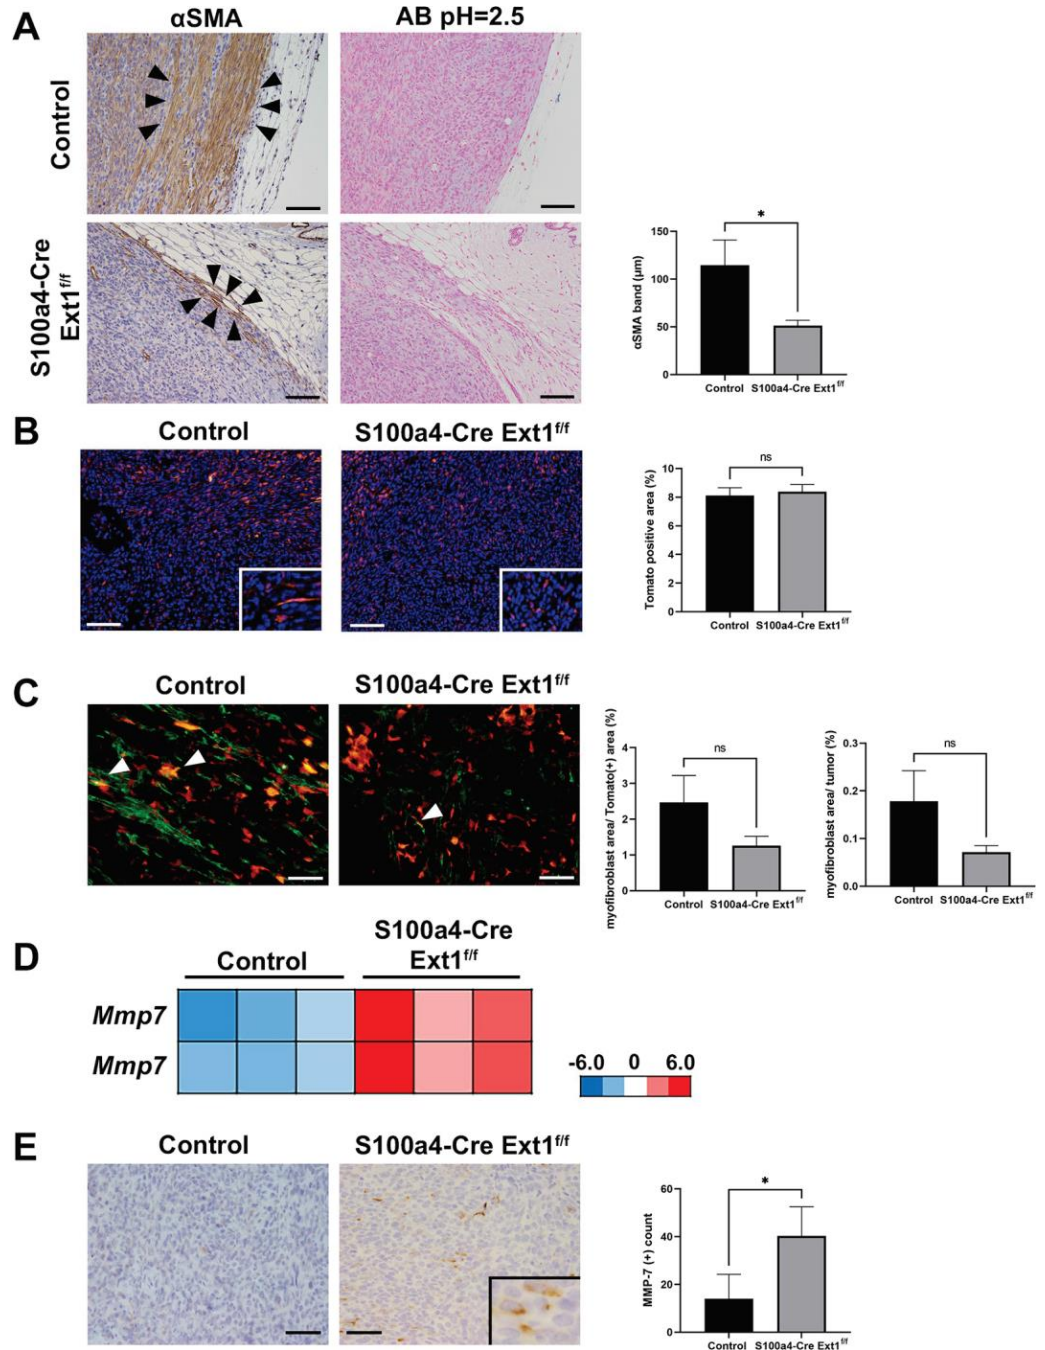 A
αSMA
AB pH=2.5
Control
S100a4-Cre
Ext1f/f
αSMA band (μm)
150
100
50
0
*
Control
S100a4-Cre Ext1f/f
B
Control
S100a4-Cre Ext1f/f
Tomato positive area (%)
10
8
6
4
2
0
ns
Control
S100a4-Cre Ext1f/f
C
Control
S100a4-Cre Ext1f/f
myofibroblast area/ Tomato(+) area (%)
4
3
2
1
0
ns
Control
S100a4-Cre Ext1f/f
myofibroblast area/ tumor (%)
0.3
0.2
0.1
0.0
ns
Control
S100a4-Cre Ext1f/f
D
Control
S100a4-Cre
Ext1f/f
Mmp7
Mmp7
-6.0 0 6.0
E
Control
S100a4-Cre Ext1f/f
MMP-7 (+) count
60
40
20
0
*
Control
S100a4-Cre Ext1f/f